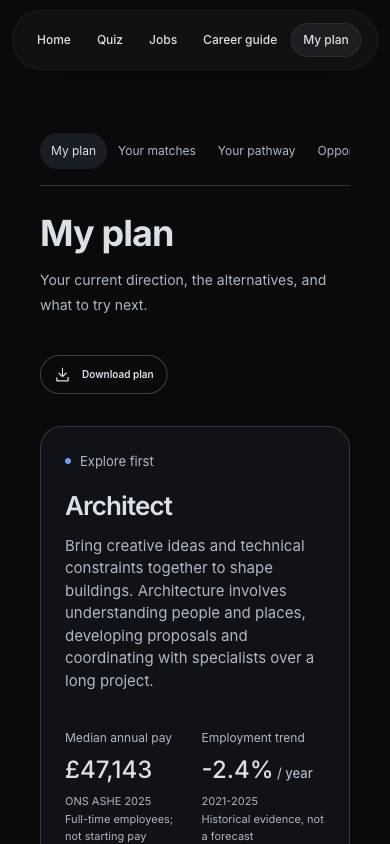 Home Quiz Jobs Career guide My plan
My plan Your matches Your pathway Oppor
My plan
Your current direction, the alternatives, and
what to try next.
Download plan
Explore first
Architect
Bring creative ideas and technical
constraints together to shape
buildings. Architecture involves
understanding people and places,
developing proposals and
coordinating with specialists over a
long project.
Median annual pay
£47,143
ONS ASHE 2025
Full-time employees;
not starting pay
Employment trend
-2.4% / year
2021-2025
Historical evidence, not
a forecast